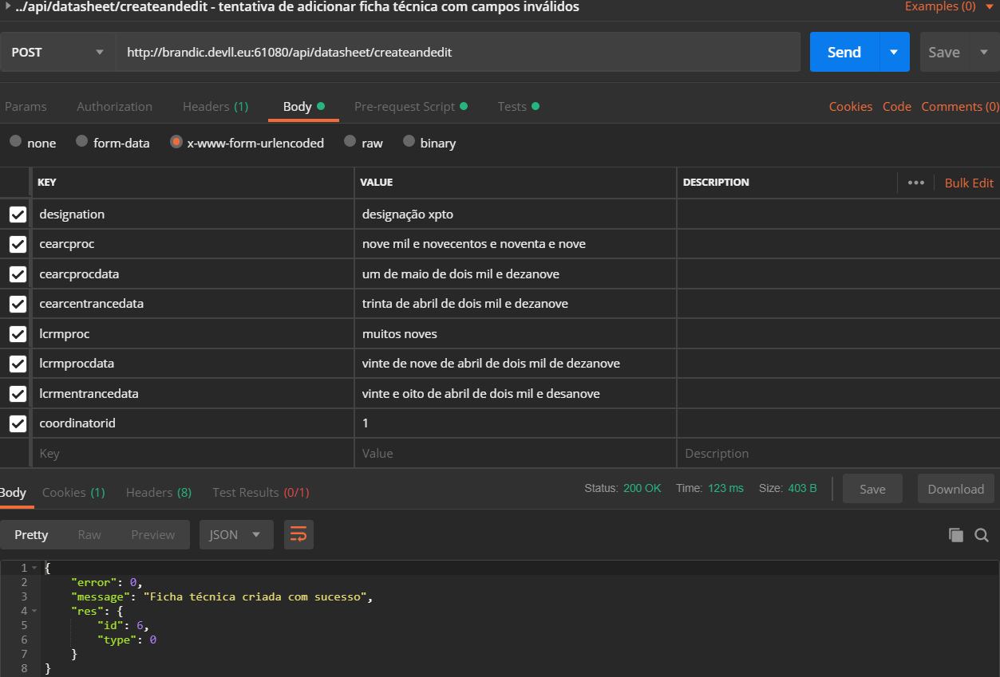 ../api/datasheet/createandedit - tentativa de adicionar ficha técnica com campos inválidos Examples (0)
POST http://brandic.devll.eu:61080/api/datasheet/createandedit Send Save
Params Authorization Headers (1) Body Pre-request Script Tests Cookies Code Comments (0)
none form-data x-www-form-urlencoded raw binary
KEY VALUE DESCRIPTION ••• Bulk Edit
designation designação xpto
cearcproc nove mil e novecentos e noventa e nove
cearcprocdata um de maio de dois mil e dezanove
cearcentrancedata trinta de abril de dois mil e dezanove
lcrmproc muitos noves
lcrmprocdata vinte de nove de abril de dois mil de dezanove
lcrmentrancedata vinte e oito de abril de dois mil e desanove
coordinatorid 1
Key Value Description
Body Cookies (1) Headers (8) Test Results (0/1) Status: 200 OK Time: 123 ms Size: 403 B Save Download
Pretty Raw Preview JSON
1 {
2 "error": 0,
3 "message": "Ficha técnica criada com sucesso",
4 "res": {
5 "id": 6,
6 "type": 0
7 }
8 }